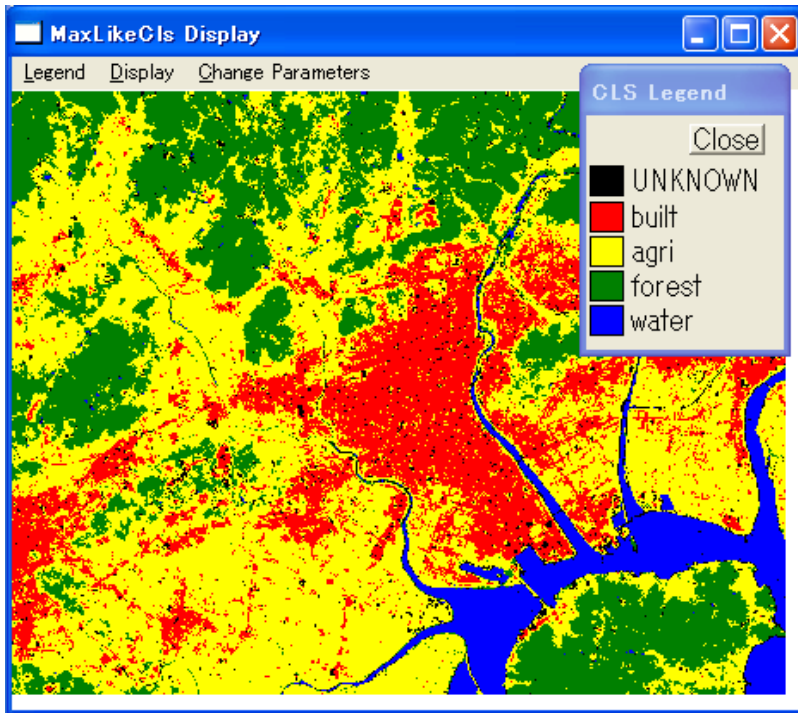 MaxLikeCls Display
Legend Display Change Parameters
CLS Legend
Close
UNKNOWN
built
agri
forest
water